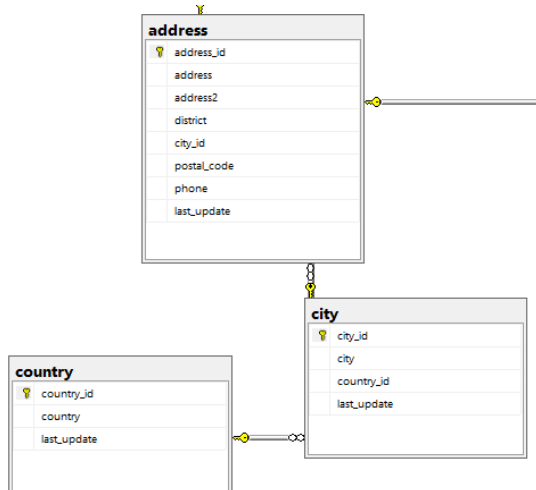 address
address_id
address
address2
district
city_id
postal_code
phone
last_update
city
city_id
city
country_id
last_update
country
country_id
country
last_update